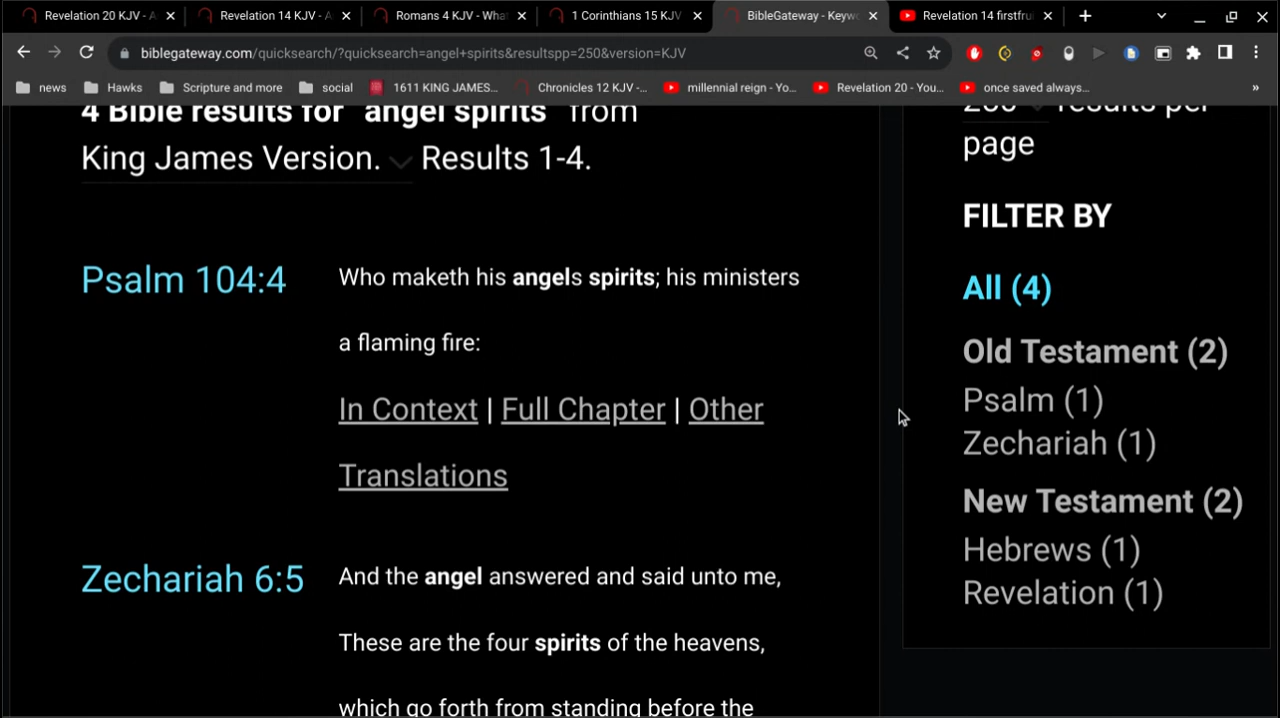 Revelation 20 KJV - A
Revelation 14 KJV - A
Romans 4 KJV - What
1 Corinthians 15 KJV
BibleGateway - Keywo
Revelation 14 firstfru
biblegateway.com/quicksearch/?quicksearch=angel+spirits&resultspp=250&version=KJV
news
Hawks
Scripture and more
social
1611 KING JAMES...
Chronicles 12 KJV -...
millennial reign - Yo...
Revelation 20 - You...
once saved always...
»
4 Bible results for "angel spirits" from
King James Version. Results 1-4.
Psalm 104:4
Who maketh his angels spirits; his ministers
a flaming fire:
In Context | Full Chapter | Other
Translations
Zechariah 6:5
And the angel answered and said unto me,
These are the four spirits of the heavens,
which go forth from standing before the
250 results per
page
FILTER BY
All (4)
Old Testament (2)
Psalm (1)
Zechariah (1)
New Testament (2)
Hebrews (1)
Revelation (1)